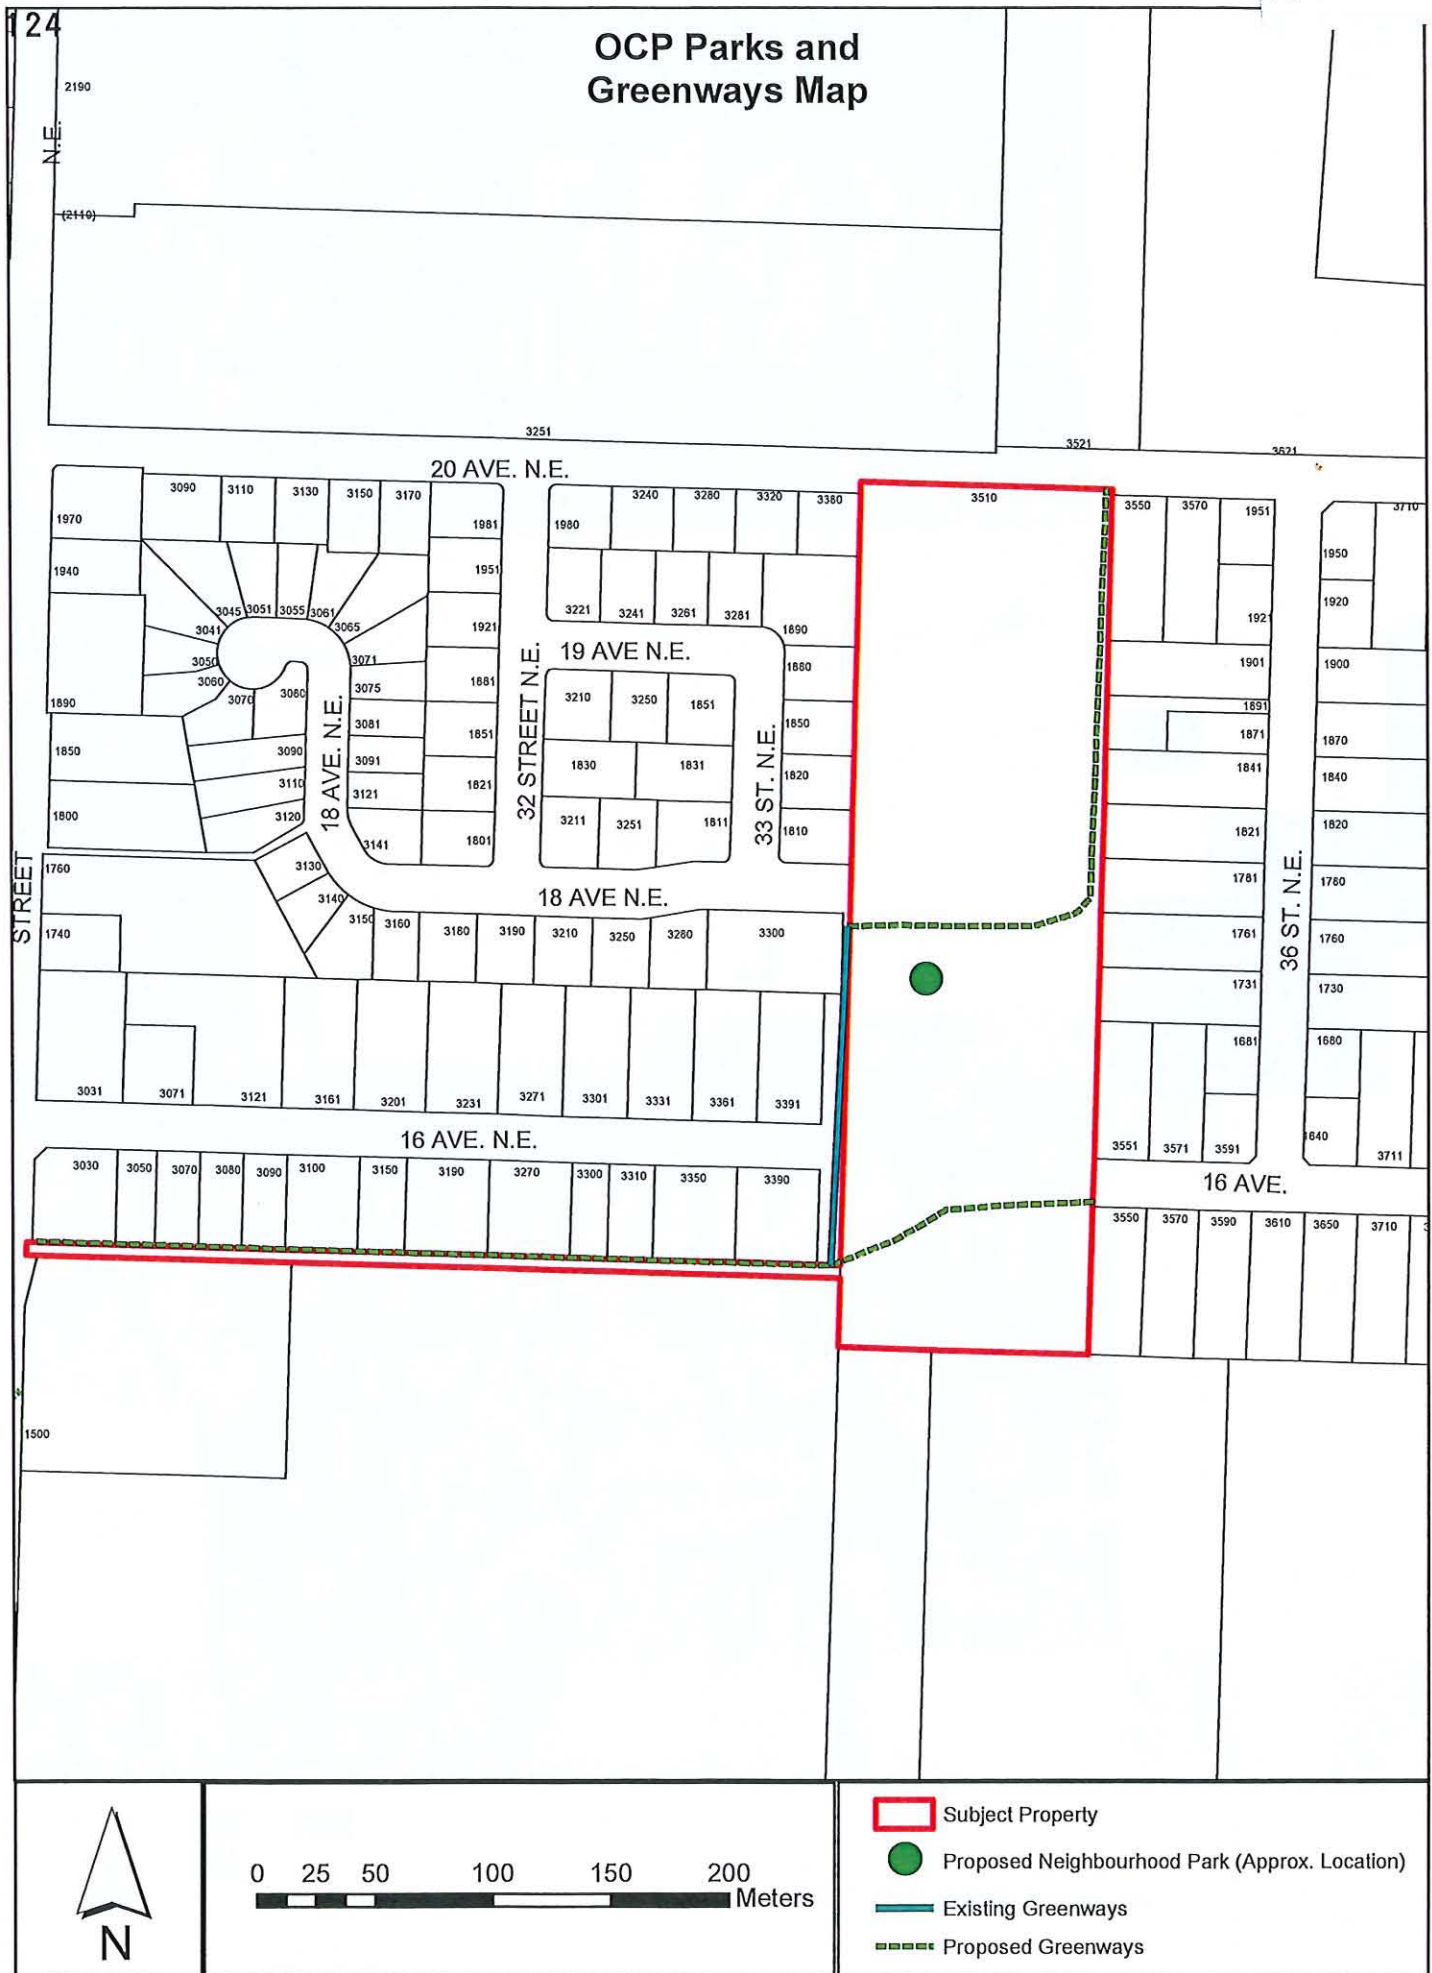 124
OCP Parks and
Greenways Map
2190
N.E.
(2110)
3251
3521
3621
20 AVE. N.E.
3090 3110 3130 3150 3170
1970
1981
1980
3240 3280 3320 3380
3510
3550 3570 1951
3710
1940
1951
1950
3045 3051 3055 3061
3221 3241 3261 3281
1920
1921
3041
3065
1921
1890
3050
3071
19 AVE N.E.
1880
1901
1900
3060
3070
3080
3075
1881
32 STREET N.E.
3210 3250 1851
1890
3081
1891
18 AVE. N.E.
1851
33 ST. N.E.
1850
1871
1870
1850
3090
3091
1830 1831
1820
1841
1840
3110
3121
1821
1800
3120
3141
1801
3211 3251 1811
1810
1821
1820
STREET
1760
3130
3140
18 AVE N.E.
1781
36 ST. N.E.
1780
1740
3150 3160 3180 3190 3210 3250 3280 3300
1761
1760
1731
1730
1681
1680
3031 3071 3121 3161 3201 3231 3271 3301 3331 3361 3391
16 AVE. N.E.
3551 3571 3591
1640
3711
16 AVE.
3030 3050 3070 3080 3090 3100 3150 3190 3270 3300 3310 3350 3390
3550 3570 3590 3610 3650 3710
1500
N
0 25 50 100 150 200
Meters
Subject Property
Proposed Neighbourhood Park (Approx. Location)
Existing Greenways
Proposed Greenways